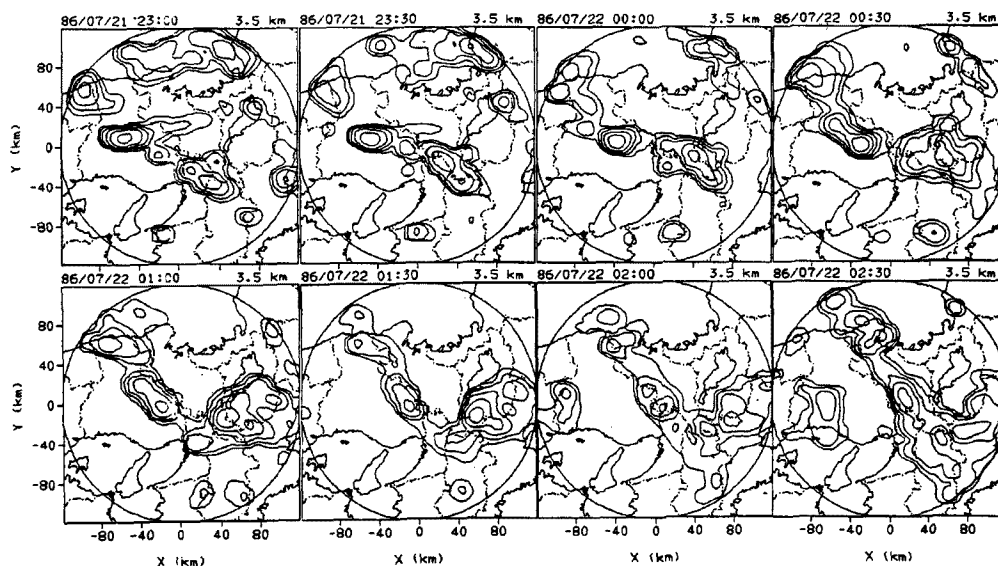 86/07/21 23:00 3.5 km
86/07/21 23:30 3.5 km
86/07/22 00:00 3.5 km
86/07/22 00:30 3.5 km
80
40
0
-40
-80
Y (km)
86/07/22 01:00 3.5 km
86/07/22 01:30 3.5 km
86/07/22 02:00 3.5 km
86/07/22 02:30 3.5 km
80
40
0
-40
-80
Y (km)
-40 0 40 80
-40 0 40 80
-40 0 40 80
-40 0 40 80
X (km)
X (km)
X (km)
X (km)